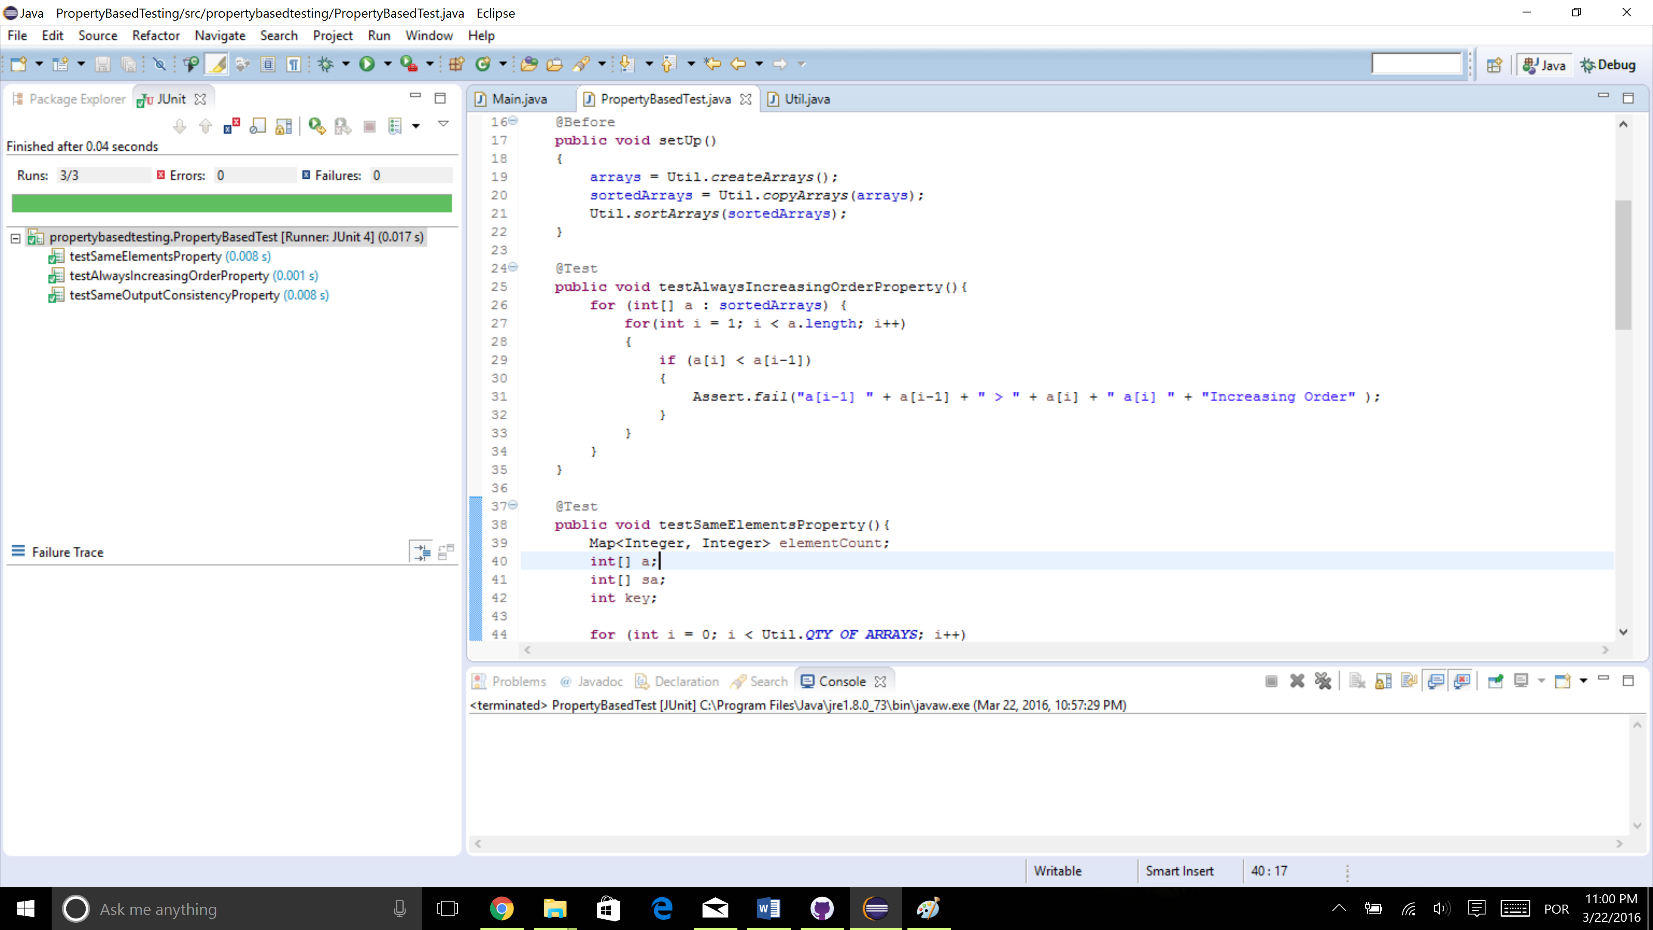 Java PropertyBasedTesting/src/propertybasedtesting/PropertyBasedTest.java Eclipse
File Edit Source Refactor Navigate Search Project Run Window Help
Java Debug
Package Explorer JUnit
Finished after 0.04 seconds
Runs: 3/3 Errors: 0 Failures: 0
propertybasedtesting.PropertyBasedTest [Runner: JUnit 4] (0.017 s)
testSameElementsProperty (0.008 s)
testAlwaysIncreasingOrderProperty (0.001 s)
testSameOutputConsistencyProperty (0.008 s)
Failure Trace
Main.java PropertyBasedTest.java Util.java
16 @Before
17 public void setUp()
18 {
19 arrays = Util.createArrays();
20 sortedArrays = Util.copyArrays(arrays);
21 Util.sortArrays(sortedArrays);
22 }
23
24 @Test
25 public void testAlwaysIncreasingOrderProperty(){
26 for (int[] a : sortedArrays) {
27 for(int i = 1; i < a.length; i++)
28 {
29 if (a[i] < a[i-1])
30 {
31 Assert.fail("a[i-1] " + a[i-1] + " > " + a[i] + " a[i] " + "Increasing Order" );
32 }
33 }
34 }
35 }
36
37 @Test
38 public void testSameElementsProperty(){
39 Map<Integer, Integer> elementCount;
40 int[] a;
41 int[] sa;
42 int key;
43
44 for (int i = 0; i < Util.QTY_OF_ARRAYS; i++)
Problems Javadoc Declaration Search Console
<terminated> PropertyBasedTest [JUnit] C:\Program Files\Java\jre1.8.0_73\bin\javaw.exe (Mar 22, 2016, 10:57:29 PM)
Writable Smart Insert 40 : 17
Ask me anything
POR
11:00 PM
3/22/2016